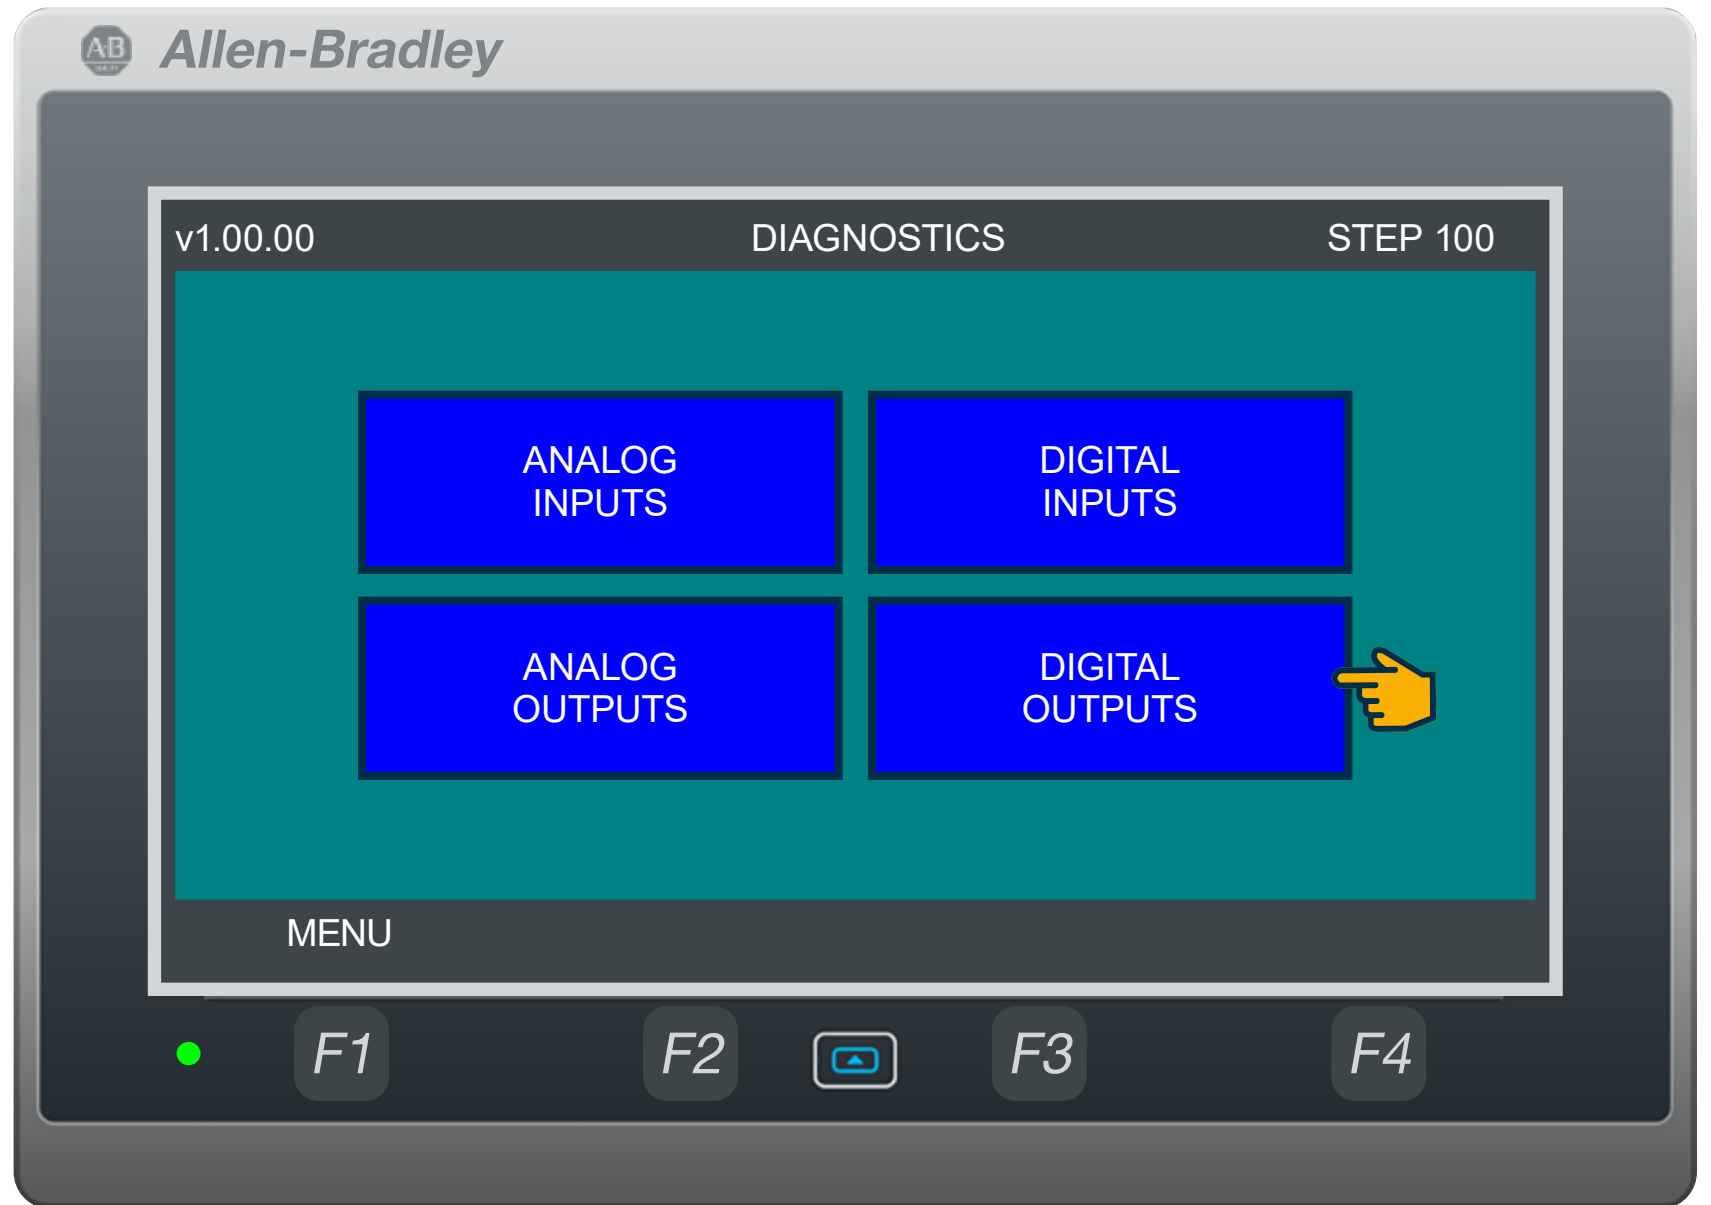 AB
Allen-Bradley
v1.00.00 DIAGNOSTICS STEP 100
ANALOG
INPUTS
DIGITAL
INPUTS
ANALOG
OUTPUTS
DIGITAL
OUTPUTS
MENU
F1 F2 F3 F4